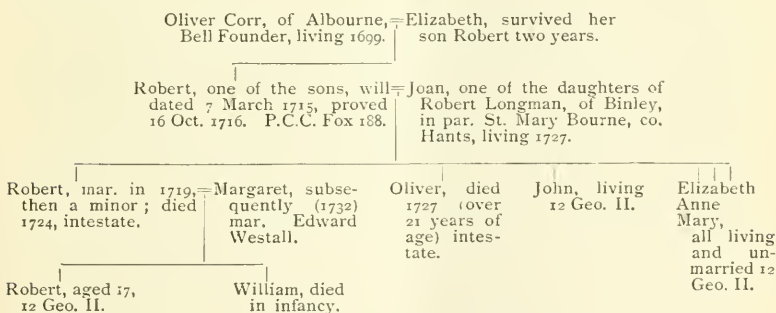 Oliver Corr, of Albourne,=Elizabeth, survived her
Bell Founder, living 1699. son Robert two years.
Robert, one of the sons, will=Joan, one of the daughters of
dated 7 March 1715, proved Robert Longman, of Binley,
16 Oct. 1716. P.C.C. Fox 188. in par. St. Mary Bourne, co.
Hants, living 1727.
Robert, mar. in 1719,=Margaret, subse-
then a minor; died quently (1732)
1724, intestate. mar. Edward
Westall.
Oliver, died
1727 (over
21 years of
age) intes-
tate.
John, living
12 Geo. II.
Elizabeth
Anne
Mary,
all living
and un-
married 12
Geo. II.
Robert, aged 17,
12 Geo. II.
William, died
in infancy.